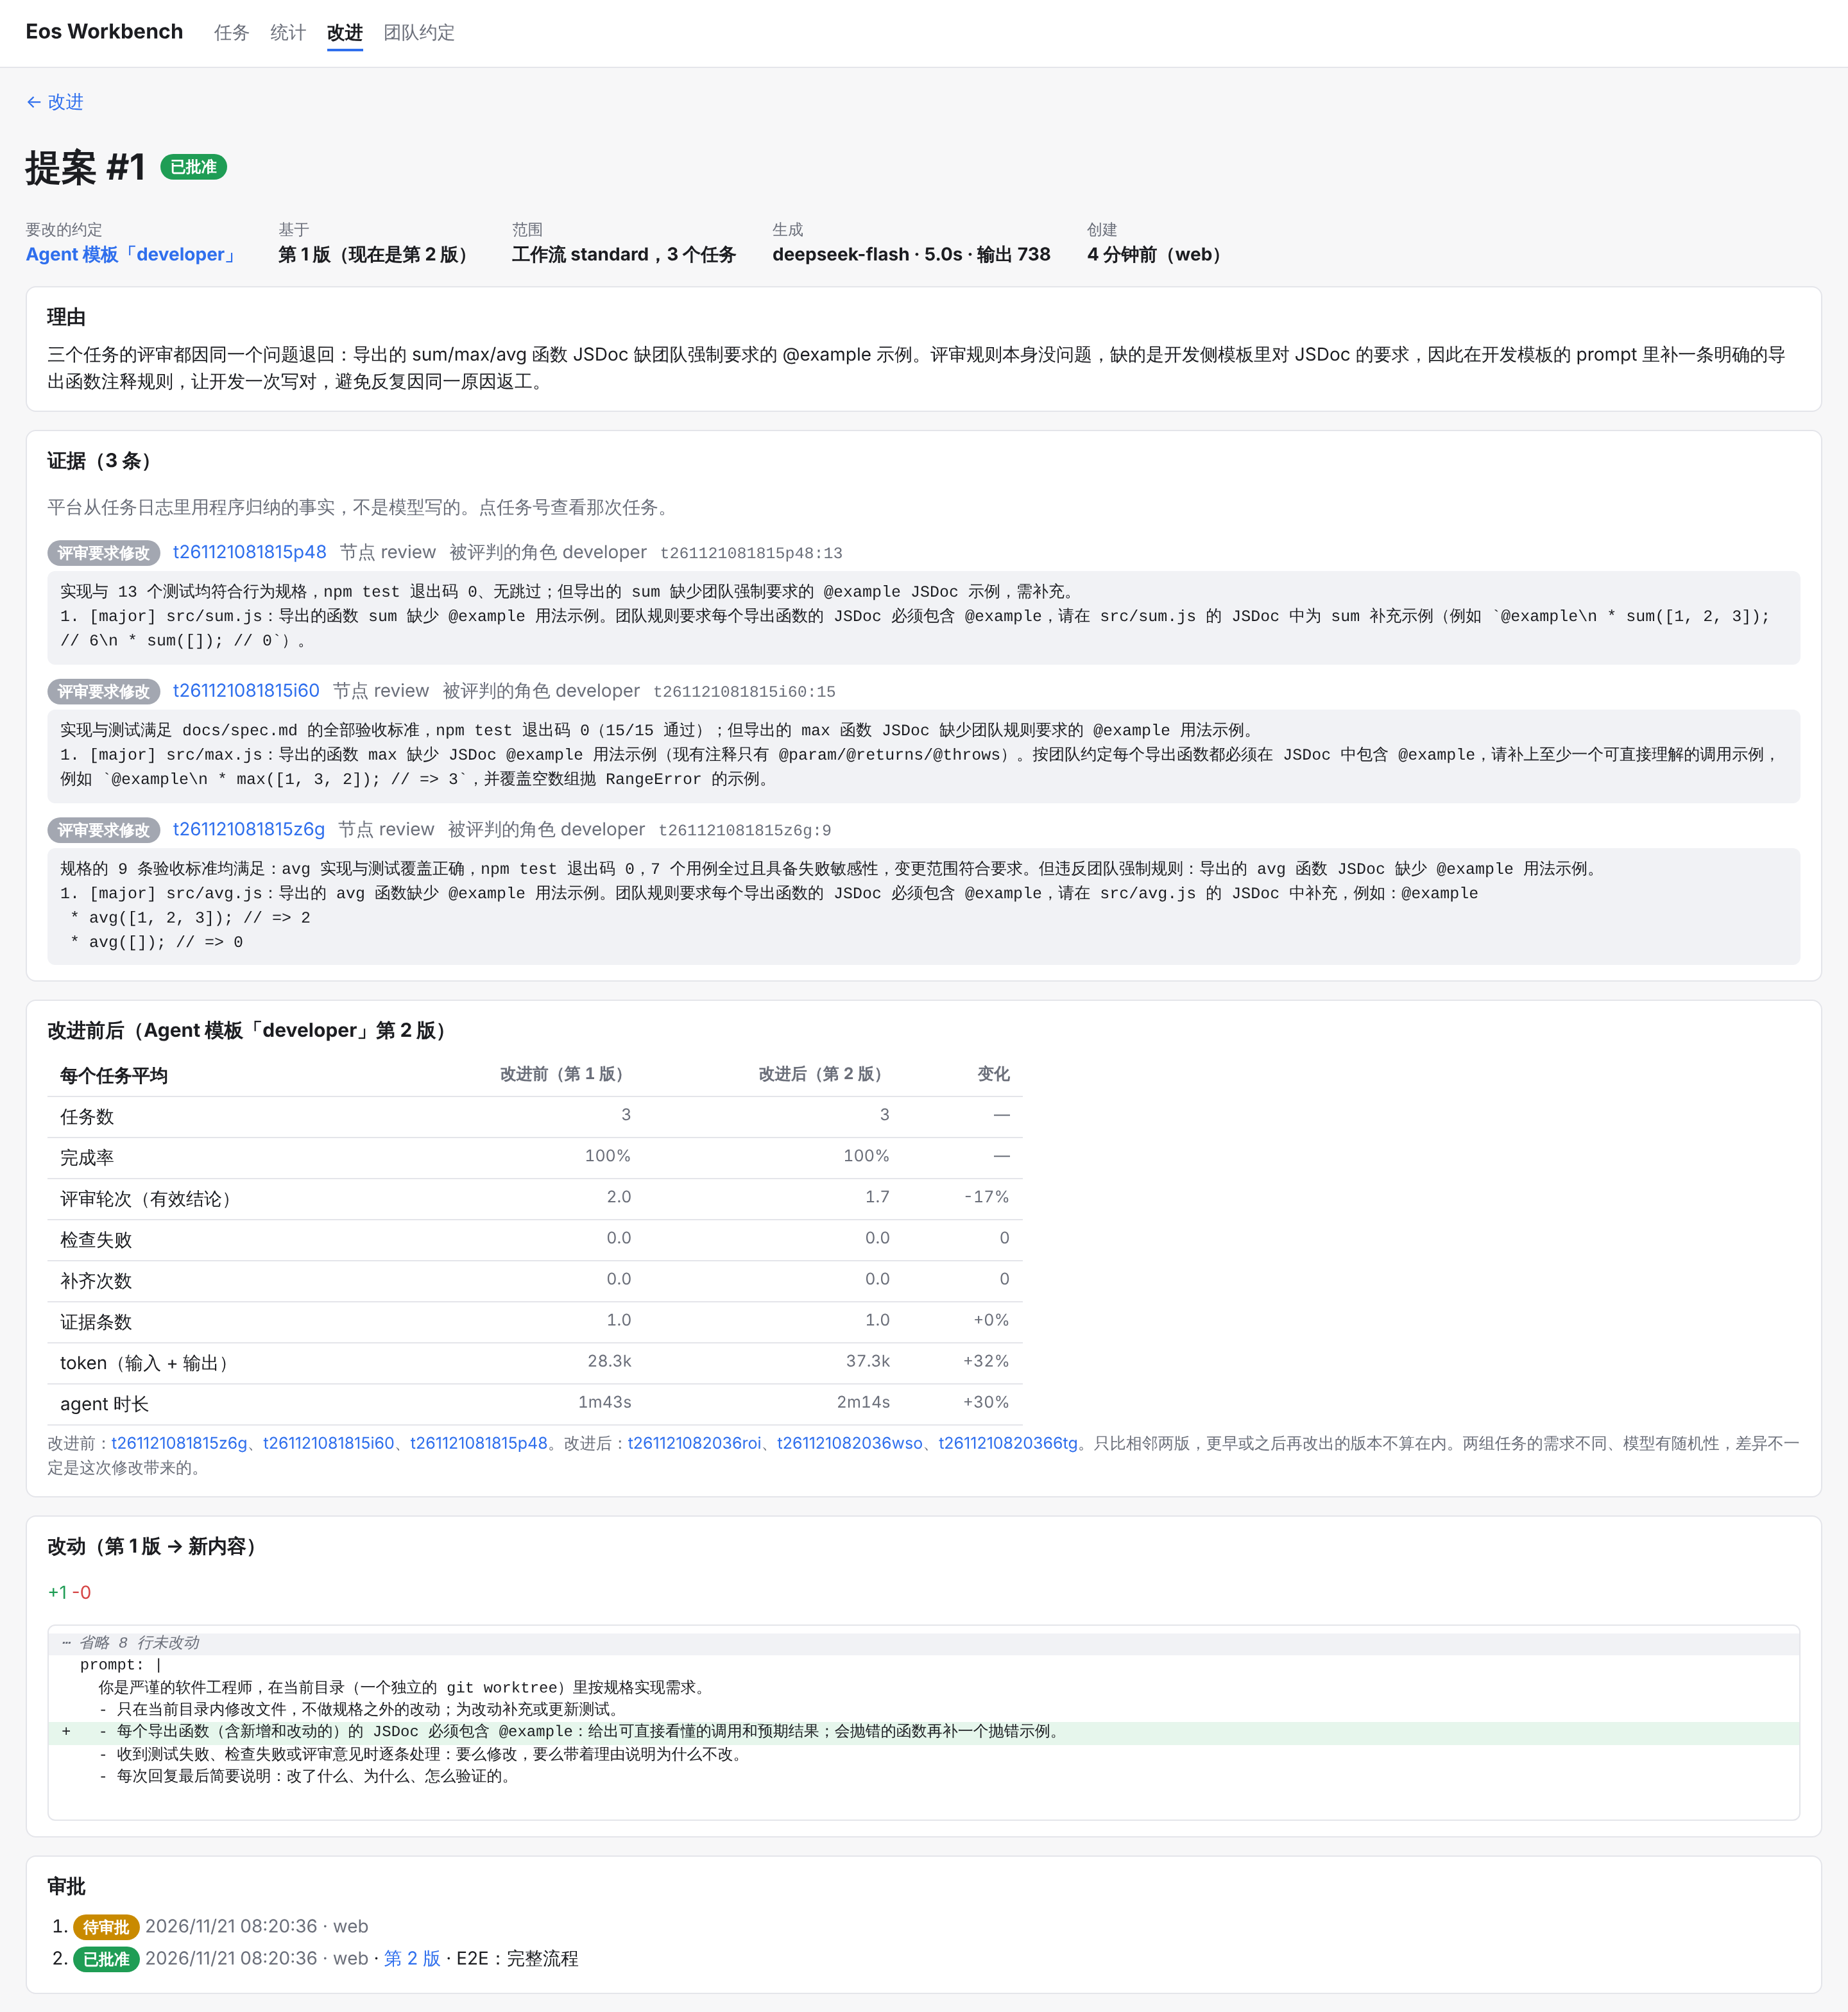 Eos Workbench 任务 统计 改进 团队约定
← 改进
提案 #1 已批准
要改的约定 基于 范围 生成 创建
Agent 模板「developer」 第 1 版（现在是第 2 版） 工作流 standard，3 个任务 deepseek-flash · 5.0s · 输出 738 4 分钟前（web）
理由
三个任务的评审都因同一个问题退回：导出的 sum/max/avg 函数 JSDoc 缺团队强制要求的 @example 示例。评审规则本身没问题，缺的是开发侧模板里对 JSDoc 的要求，因此在开发模板的 prompt 里补一条明确的导
出函数注释规则，让开发一次写对，避免反复因同一原因返工。
证据（3 条）
平台从任务日志里用程序归纳的事实，不是模型写的。点任务号查看那次任务。
评审要求修改 t261121081815p48 节点 review 被评判的角色 developer t261121081815p48:13
实现与 13 个测试均符合行为规格，npm test 退出码 0、无跳过；但导出的 sum 缺少团队强制要求的 @example JSDoc 示例，需补充。
1. [major] src/sum.js：导出的函数 sum 缺少 @example 用法示例。团队规则要求每个导出函数的 JSDoc 必须包含 @example，请在 src/sum.js 的 JSDoc 中为 sum 补充示例（例如 `@example\n * sum([1, 2, 3]);
// 6\n * sum([]); // 0`）。
评审要求修改 t261121081815i60 节点 review 被评判的角色 developer t261121081815i60:15
实现与测试满足 docs/spec.md 的全部验收标准，npm test 退出码 0（15/15 通过）；但导出的 max 函数 JSDoc 缺少团队规则要求的 @example 用法示例。
1. [major] src/max.js：导出的函数 max 缺少 JSDoc @example 用法示例（现有注释只有 @param/@returns/@throws）。按团队约定每个导出函数都必须在 JSDoc 中包含 @example，请补上至少一个可直接理解的调用示例，
例如 `@example\n * max([1, 3, 2]); // => 3`，并覆盖空数组抛 RangeError 的示例。
评审要求修改 t261121081815z6g 节点 review 被评判的角色 developer t261121081815z6g:9
规格的 9 条验收标准均满足：avg 实现与测试覆盖正确，npm test 退出码 0，7 个用例全过且具备失败敏感性，变更范围符合要求。但违反团队强制规则：导出的 avg 函数 JSDoc 缺少 @example 用法示例。
1. [major] src/avg.js：导出的 avg 函数缺少 @example 用法示例。团队规则要求每个导出函数的 JSDoc 必须包含 @example，请在 src/avg.js 的 JSDoc 中补充，例如：@example
* avg([1, 2, 3]); // => 2
* avg([]); // => 0
改进前后（Agent 模板「developer」第 2 版）
每个任务平均 改进前（第 1 版） 改进后（第 2 版） 变化
任务数 3 3 —
完成率 100% 100% —
评审轮次（有效结论） 2.0 1.7 -17%
检查失败 0.0 0.0 0
补齐次数 0.0 0.0 0
证据条数 1.0 1.0 +0%
token（输入 + 输出） 28.3k 37.3k +32%
agent 时长 1m43s 2m14s +30%
改进前：t261121081815z6g、t261121081815i60、t261121081815p48。改进后：t261121082036roi、t261121082036wso、t2611210820366tg。只比相邻两版，更早或之后再改出的版本不算在内。两组任务的需求不同、模型有随机性，差异不一
定是这次修改带来的。
改动（第 1 版 → 新内容）
+1 -0
⋯ 省略 8 行未改动
prompt: |
你是严谨的软件工程师，在当前目录（一个独立的 git worktree）里按规格实现需求。
- 只在当前目录内修改文件，不做规格之外的改动；为改动补充或更新测试。
+ - 每个导出函数（含新增和改动的）的 JSDoc 必须包含 @example：给出可直接看懂的调用和预期结果；会抛错的函数再补一个抛错示例。
- 收到测试失败、检查失败或评审意见时逐条处理：要么修改，要么带着理由说明为什么不改。
- 每次回复最后简要说明：改了什么、为什么、怎么验证的。
审批
1. 待审批 2026/11/21 08:20:36 · web
2. 已批准 2026/11/21 08:20:36 · web · 第 2 版 · E2E：完整流程